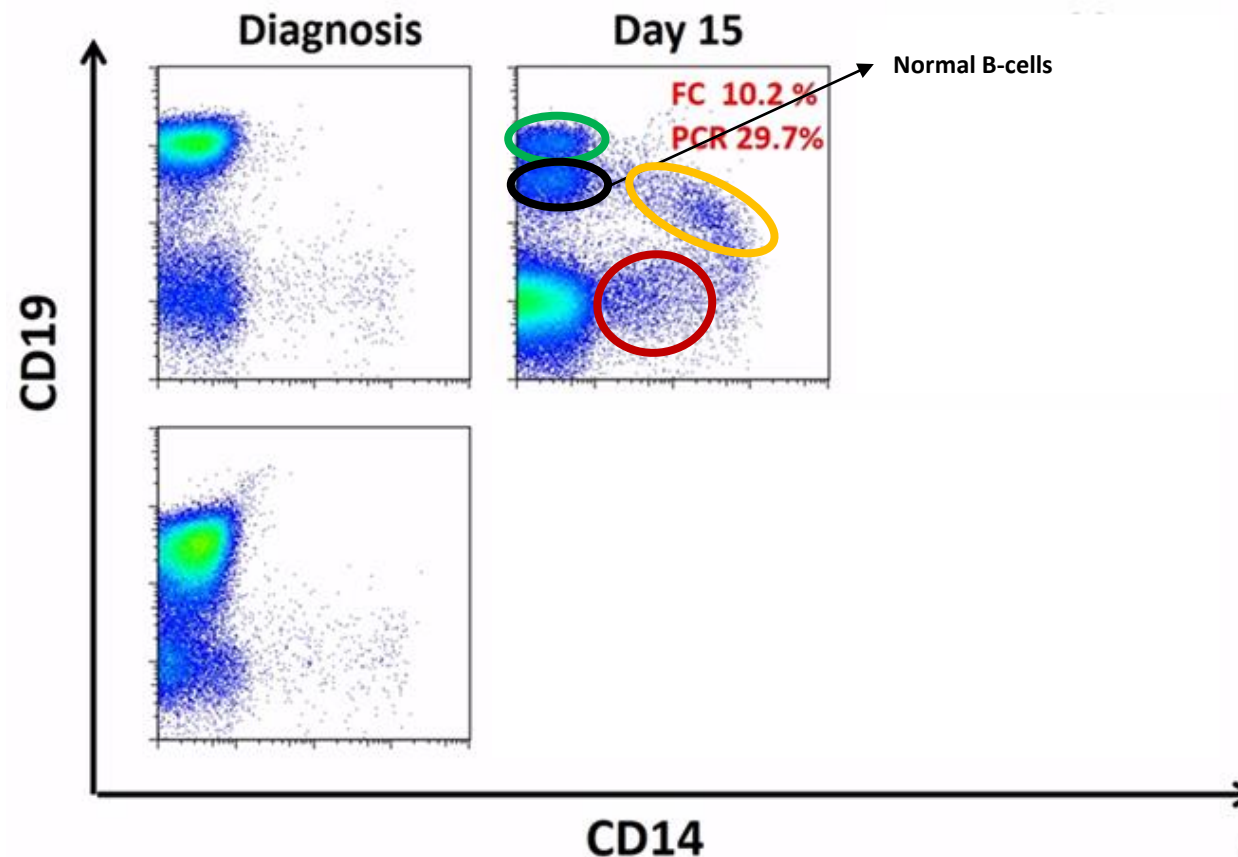 Diagnosis
Day 15
Normal B-cells
FC 10.2 %
PCR 29.7%
CD19
CD14